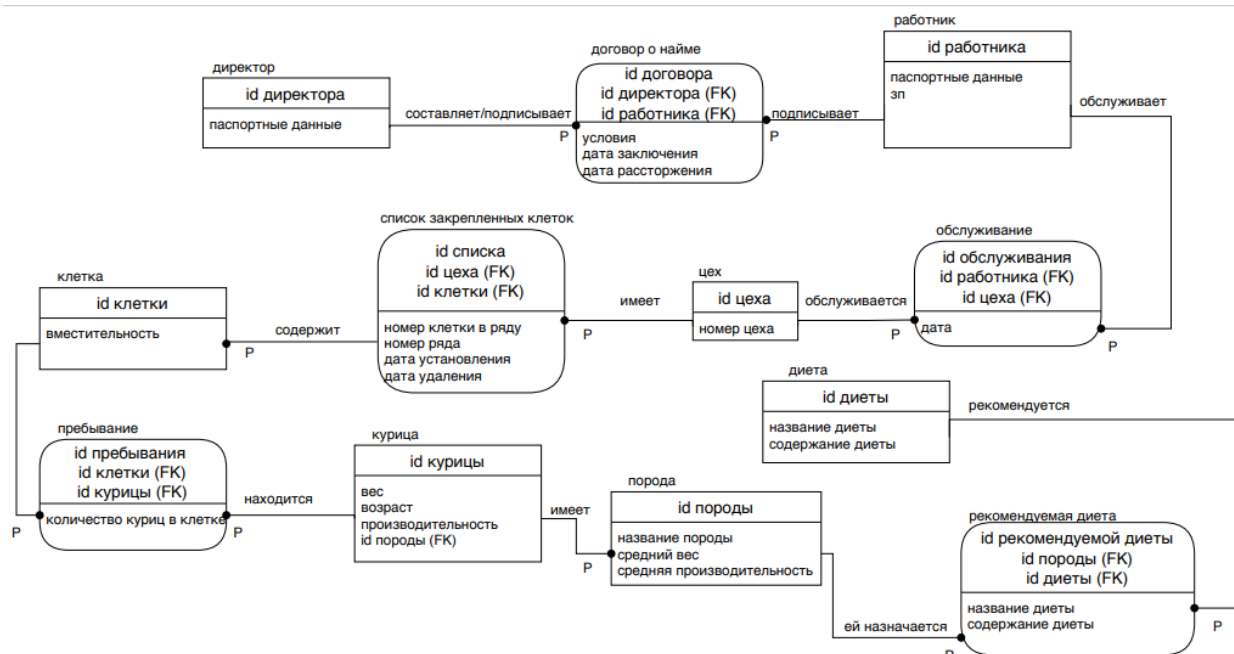 работник
id работника
паспортные данные
зп
обслуживает
договор о найме
id договора
id директора (FK)
id работника (FK)
условия
дата заключения
дата рассторжения
подписывает
P
директор
id директора
паспортные данные
составляет/подписывает
P
список закрепленных клеток
id списка
id цеха (FK)
id клетки (FK)
номер клетки в ряду
номер ряда
дата установления
дата удаления
имеет
P
обслуживание
id обслуживания
id работника (FK)
id цеха (FK)
дата
P
цех
id цеха
номер цеха
обслуживается
P
клетка
id клетки
вместительность
содержит
P
диета
id диеты
название диеты
содержание диеты
рекомендуется
пребывание
id пребывания
id клетки (FK)
id курицы (FK)
количество куриц в клетке
P
находится
P
курица
id курицы
вес
возраст
производительность
id породы (FK)
имеет
P
порода
id породы
название породы
средний вес
средняя производительность
рекомендуемая диета
id рекомендуемой диеты
id породы (FK)
id диеты (FK)
название диеты
содержание диеты
P
ей назначается
P